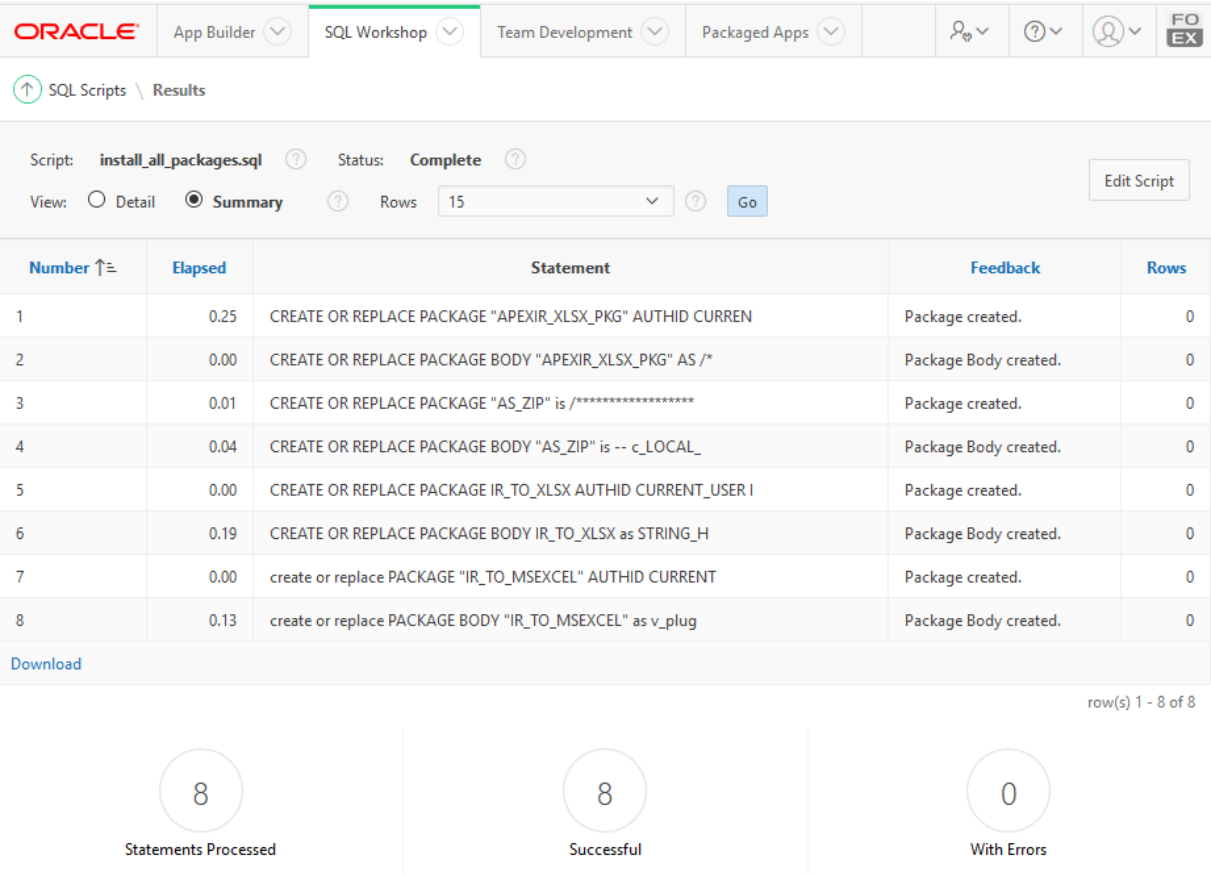 ORACLE App Builder SQL Workshop Team Development Packaged Apps FO
EX
SQL Scripts \ Results
Script: install_all_packages.sql ? Status: Complete ?
Edit Script
View: Detail Summary ? Rows 15 ? Go
Number Elapsed Statement Feedback Rows
1 0.25 CREATE OR REPLACE PACKAGE "APEXIR_XLSX_PKG" AUTHID CURREN Package created. 0
2 0.00 CREATE OR REPLACE PACKAGE BODY "APEXIR_XLSX_PKG" AS /* Package Body created. 0
3 0.01 CREATE OR REPLACE PACKAGE "AS_ZIP" is /****************** Package created. 0
4 0.04 CREATE OR REPLACE PACKAGE BODY "AS_ZIP" is -- c_LOCAL_ Package Body created. 0
5 0.00 CREATE OR REPLACE PACKAGE IR_TO_XLSX AUTHID CURRENT_USER I Package created. 0
6 0.19 CREATE OR REPLACE PACKAGE BODY IR_TO_XLSX as STRING_H Package Body created. 0
7 0.00 create or replace PACKAGE "IR_TO_MSEXCEL" AUTHID CURRENT Package created. 0
8 0.13 create or replace PACKAGE BODY "IR_TO_MSEXCEL" as v_plug Package Body created. 0
Download
row(s) 1 - 8 of 8
8 8 0
Statements Processed Successful With Errors